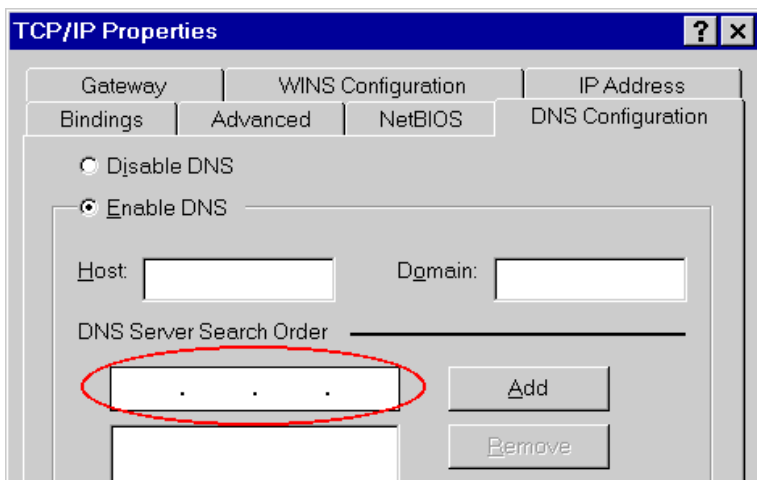 TCP/IP Properties
Gateway WINS Configuration IP Address
Bindings Advanced NetBIOS DNS Configuration
Disable DNS
Enable DNS
Host: Domain:
DNS Server Search Order
. . . Add
Remove